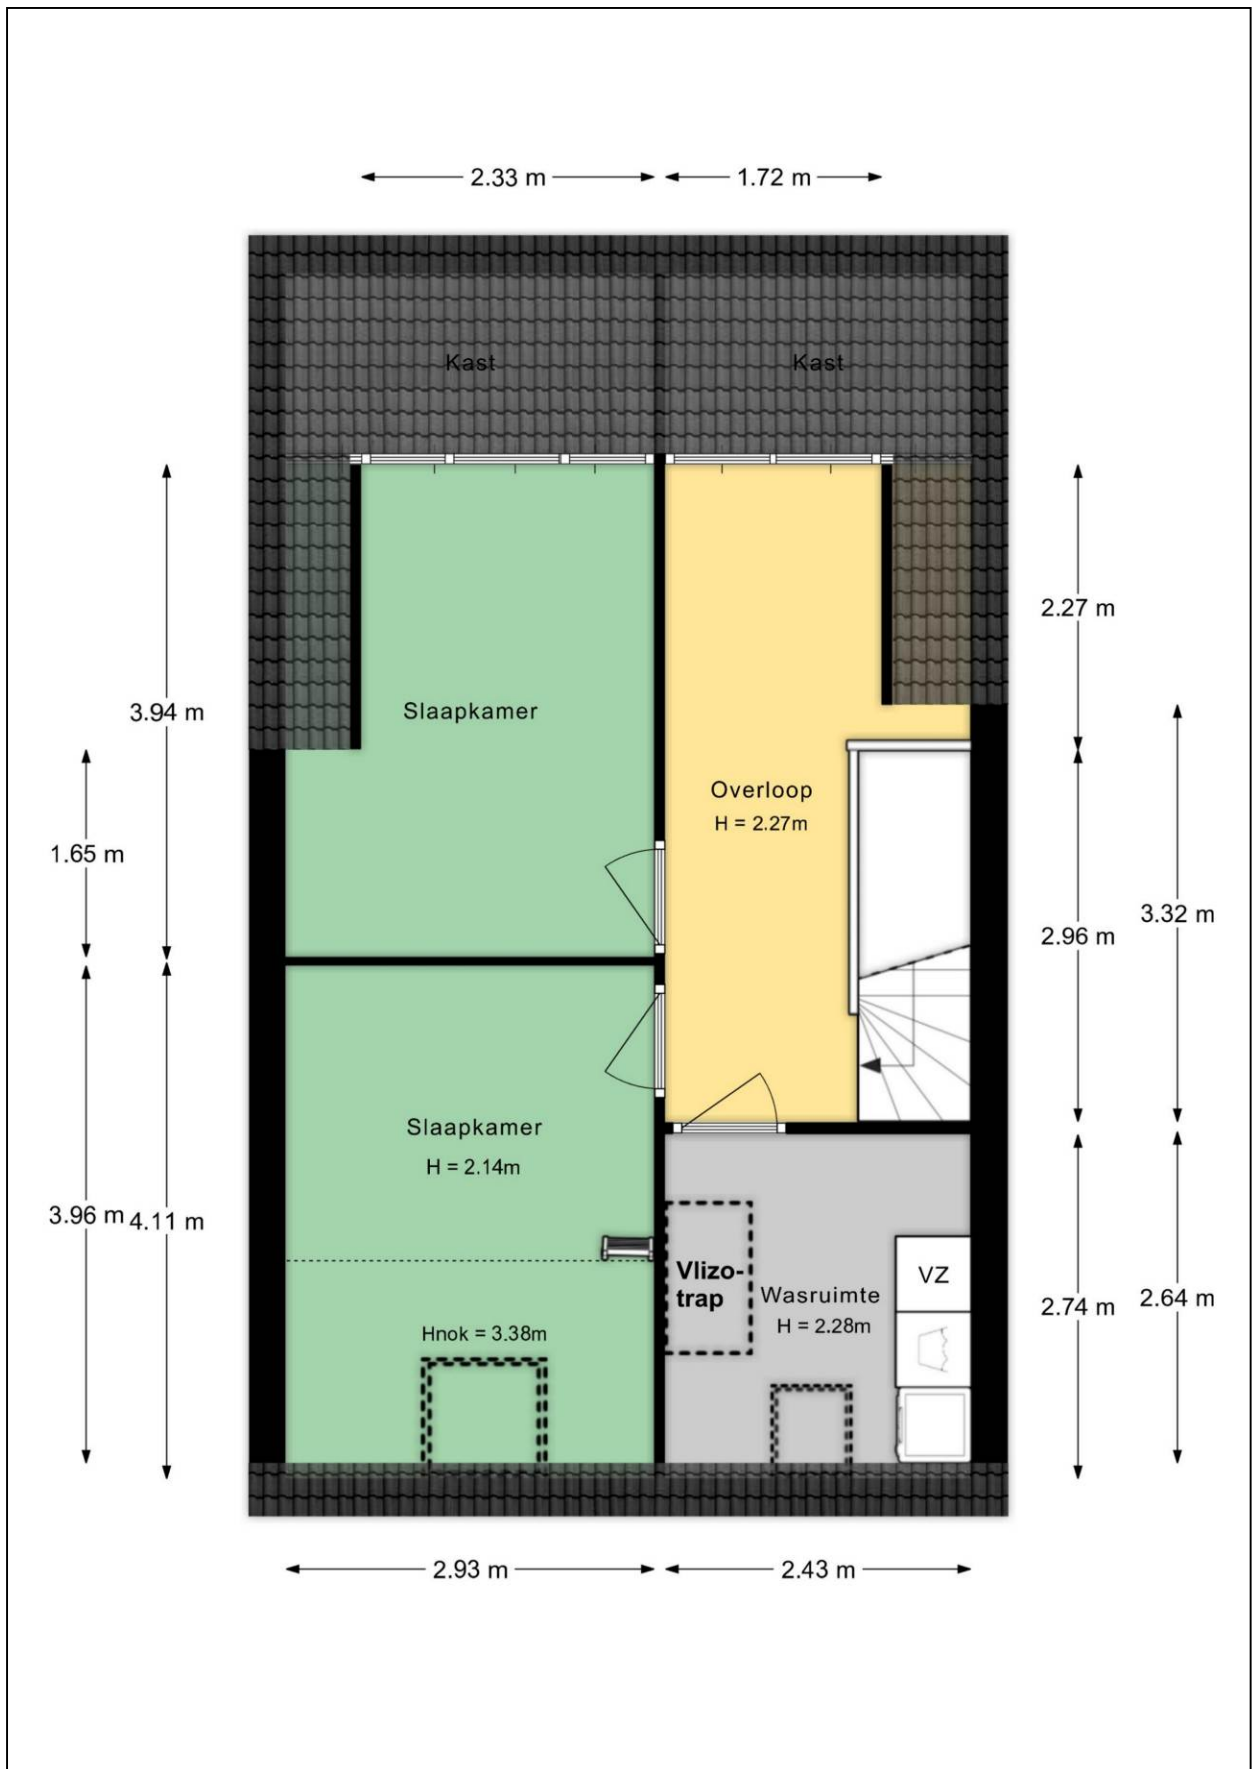 2.33 m
1.72 m
Kast
Kast
3.94 m
1.65 m
3.96 m
4.11 m
Slaapkamer
Overloop
H = 2.27m
2.27 m
2.96 m
3.32 m
Slaapkamer
H = 2.14m
Hnok = 3.38m
Vlizo-
trap
Wasruimte
H = 2.28m
VZ
2.74 m
2.64 m
2.93 m
2.43 m